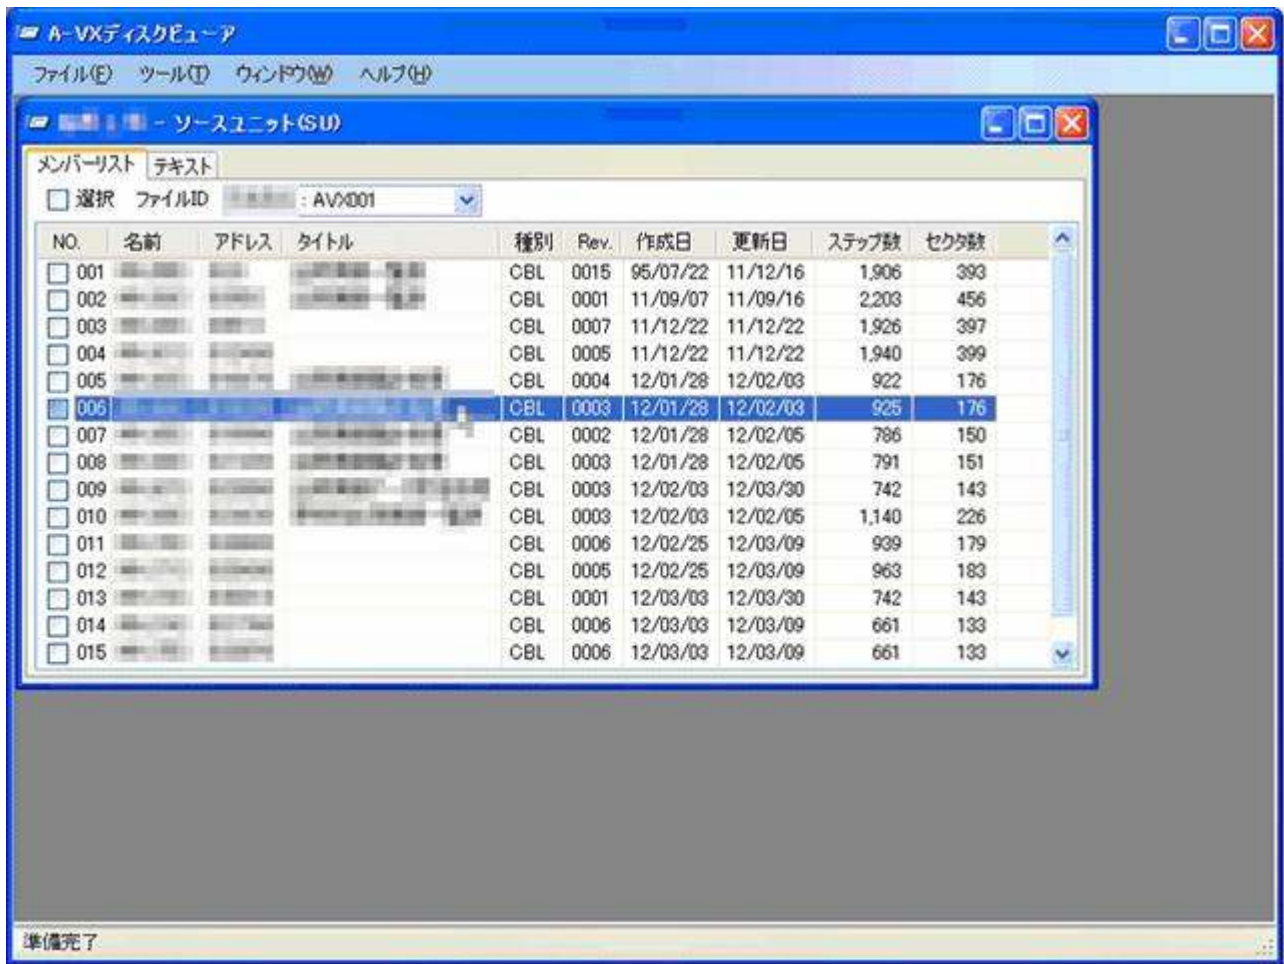 A-VXディスクビューア
ファイル(F) ツール(T) ウィンドウ(W) ヘルプ(H)
- ソースユニット(SU)
メンバーリスト テキスト
選択 ファイルID : AVX001
NO. 名前 アドレス タイトル 種別 Rev. 作成日 更新日 ステップ数 セクタ数
001 CBL 0015 95/07/22 11/12/16 1,906 393
002 CBL 0001 11/09/07 11/09/16 2,203 456
003 CBL 0007 11/12/22 11/12/22 1,926 397
004 CBL 0005 11/12/22 11/12/22 1,940 399
005 CBL 0004 12/01/28 12/02/03 922 176
006 CBL 0003 12/01/28 12/02/03 925 176
007 CBL 0002 12/01/28 12/02/05 786 150
008 CBL 0003 12/01/28 12/02/05 791 151
009 CBL 0003 12/02/03 12/03/30 742 143
010 CBL 0003 12/02/03 12/02/05 1,140 226
011 CBL 0006 12/02/25 12/03/09 939 179
012 CBL 0005 12/02/25 12/03/09 963 183
013 CBL 0001 12/03/03 12/03/30 742 143
014 CBL 0006 12/03/03 12/03/09 661 133
015 CBL 0006 12/03/03 12/03/09 661 133
準備完了